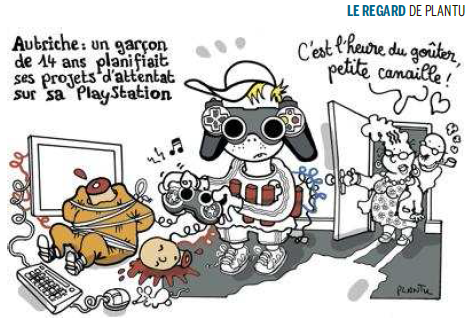 LE REGARD DE PLANTU
Autriche : un garçon
de 14 ans planifiait
ses projets d'attentat
sur sa PlayStation
C'est l'heure du goûter,
petite canaille !
PLANTU